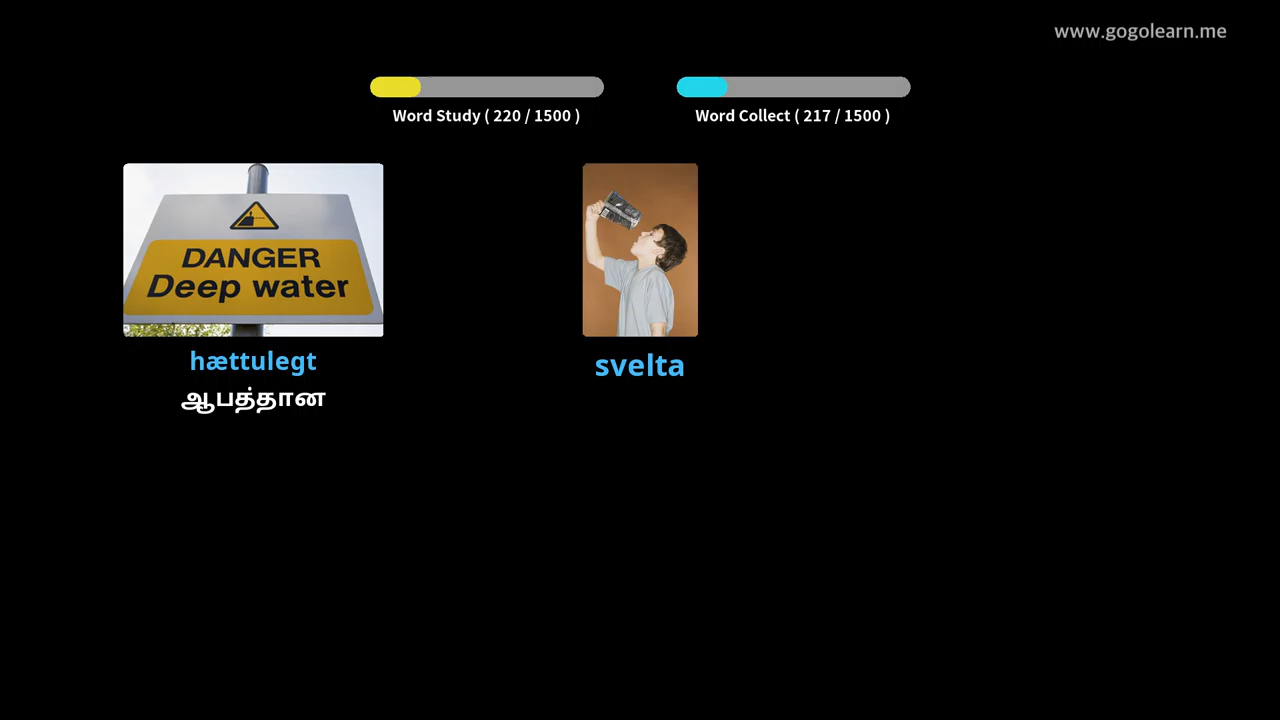 www.gogolearn.me
Word Study ( 220 / 1500 )
Word Collect ( 217 / 1500 )
DANGER
Deep water
hættulegt
ஆபத்தான
svelta